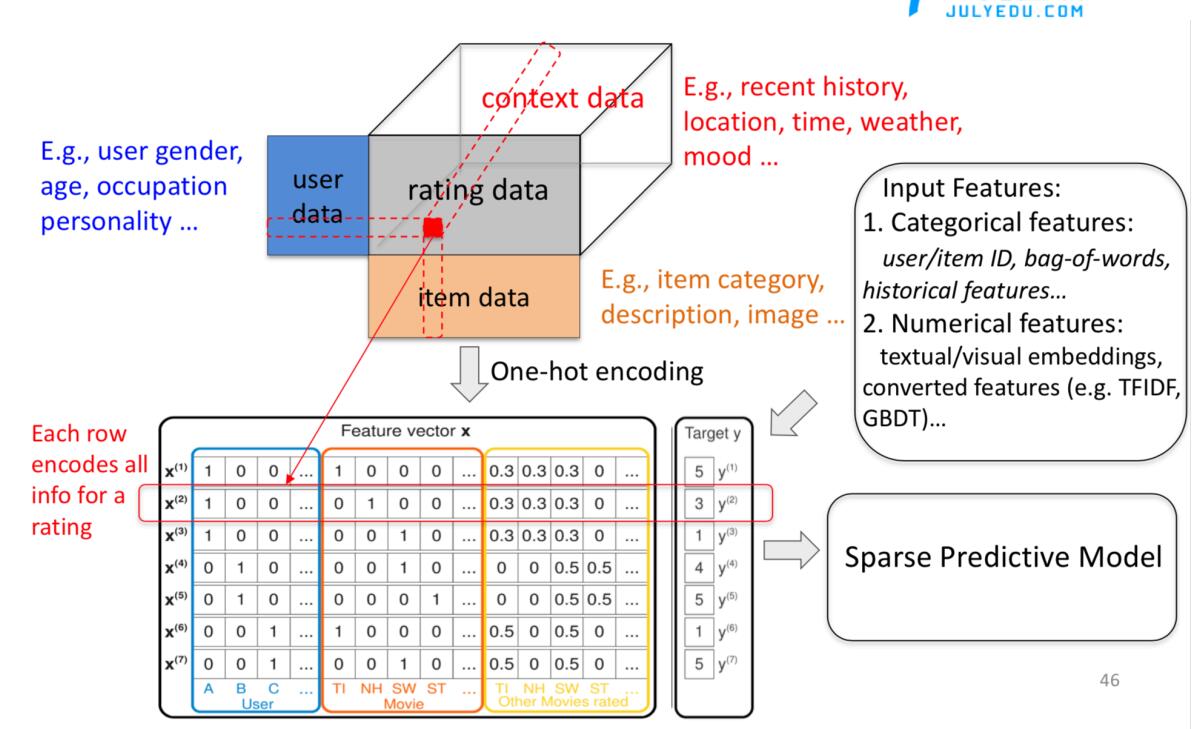 JULYEDU.COM
context data
E.g., recent history,
location, time, weather,
mood ...
E.g., user gender,
age, occupation
personality ...
user
data
rating data
item data
E.g., item category,
description, image ...
Input Features:
1. Categorical features:
user/item ID, bag-of-words,
historical features...
2. Numerical features:
textual/visual embeddings,
converted features (e.g. TFIDF,
GBDT)...
One-hot encoding
Each row
encodes all
info for a
rating
Feature vector x
Target y
x(1) 1 0 0 ... 1 0 0 0 ... 0.3 0.3 0.3 0 ... 5 y(1)
x(2) 1 0 0 ... 0 1 0 0 ... 0.3 0.3 0.3 0 ... 3 y(2)
x(3) 1 0 0 ... 0 0 1 0 ... 0.3 0.3 0.3 0 ... 1 y(3)
x(4) 0 1 0 ... 0 0 1 0 ... 0 0 0.5 0.5 ... 4 y(4)
x(5) 0 1 0 ... 0 0 0 1 ... 0 0 0.5 0.5 ... 5 y(5)
x(6) 0 0 1 ... 1 0 0 0 ... 0.5 0 0.5 0 ... 1 y(6)
x(7) 0 0 1 ... 0 0 1 0 ... 0.5 0 0.5 0 ... 5 y(7)
A B C ... TI NH SW ST ... TI NH SW ST ...
User Movie Other Movies rated
Sparse Predictive Model
46